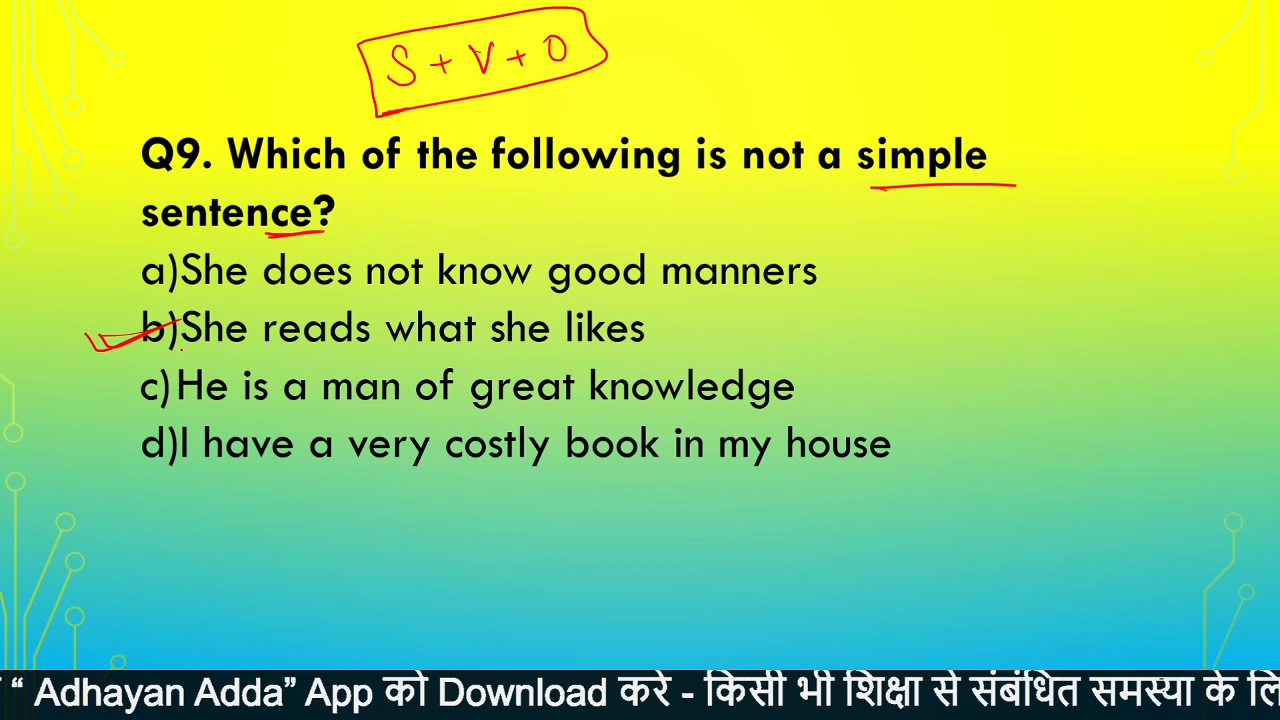 S + V + O
Q9. Which of the following is not a simple
sentence?
a)She does not know good manners
b)She reads what she likes
c)He is a man of great knowledge
d)I have a very costly book in my house
“ Adhayan Adda” App को Download करे - किसी भी शिक्षा से संबंधित समस्या के